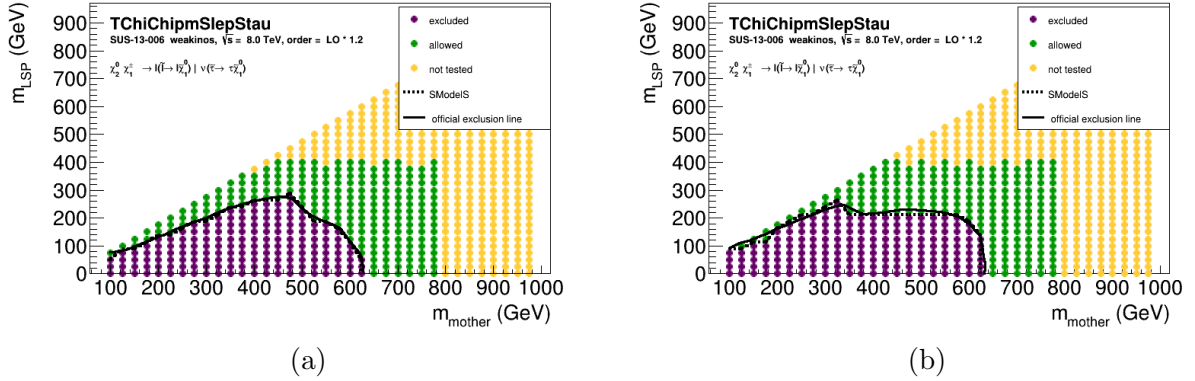 TChiChipmSlepStau
SUS-13-006 weakinos, √s = 8.0 TeV, order = LO * 1.2
χ₂⁰ χ₁± → l(l̃→ lχ̃₁⁰) | ν(τ̃→ τχ̃₁⁰)
excluded
allowed
not tested
SModelS
official exclusion line
m_LSP (GeV)
900
800
700
600
500
400
300
200
100
0
100 200 300 400 500 600 700 800 900 1000
m_mother (GeV)
(a)
TChiChipmSlepStau
SUS-13-006 weakinos, √s = 8.0 TeV, order = LO * 1.2
χ₂⁰ χ₁± → l(l̃→ lχ̃₁⁰) | ν(τ̃→ τχ̃₁⁰)
excluded
allowed
not tested
SModelS
official exclusion line
m_LSP (GeV)
900
800
700
600
500
400
300
200
100
0
100 200 300 400 500 600 700 800 900 1000
m_mother (GeV)
(b)